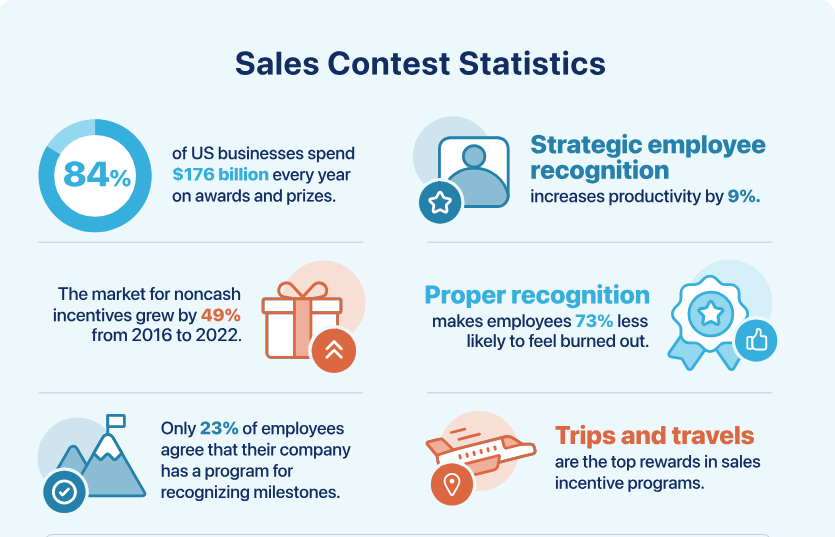 Sales Contest Statistics
84%
of US businesses spend
$176 billion every year
on awards and prizes.
Strategic employee
recognition
increases productivity by 9%.
The market for noncash
incentives grew by 49%
from 2016 to 2022.
Proper recognition
makes employees 73% less
likely to feel burned out.
Only 23% of employees
agree that their company
has a program for
recognizing milestones.
Trips and travels
are the top rewards in sales
incentive programs.